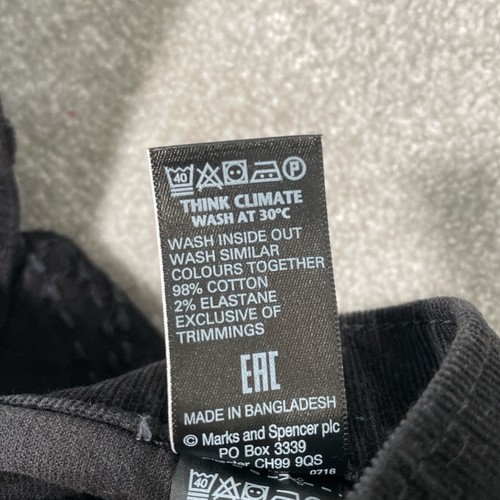 40 P
THINK CLIMATE
WASH AT 30°C
WASH INSIDE OUT
WASH SIMILAR
COLOURS TOGETHER
98% COTTON
2% ELASTANE
EXCLUSIVE OF
TRIMMINGS
EAC
MADE IN BANGLADESH
© Marks and Spencer plc
PO Box 3339
CH99 9QS
0716
40